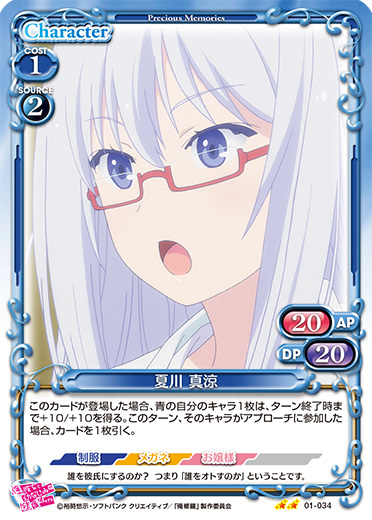 Precious Memories
Character
COST
1
SOURCE
2
20 AP
DP 20
夏川 真涼
このカードが登場した場合、青の自分のキャラ1枚は、ターン終了時ま
で+10/+10を得る。このターン、そのキャラがアプローチに参加した
場合、カードを1枚引く。
制服 メガネ お嬢様
誰を彼氏にするのか? つまり「誰をオトすのか」ということです。
©裕時悠示・ソフトバンク クリエイティブ/「俺修羅」製作委員会
01-034